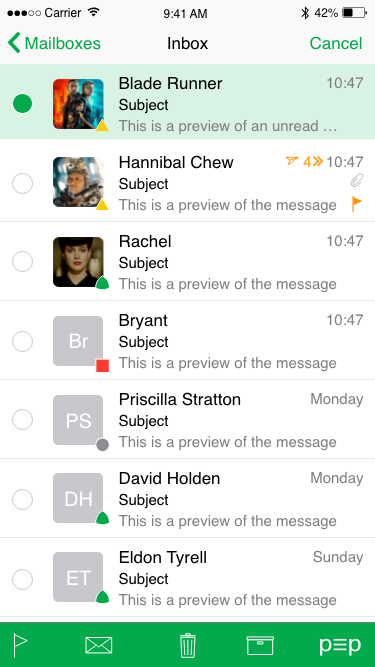 Carrier 9:41 AM 42%
Mailboxes Inbox Cancel
Blade Runner 10:47
Subject
This is a preview of an unread …
Hannibal Chew 4 10:47
Subject
This is a preview of the message
Rachel 10:47
Subject
This is a preview of the message
Br Bryant 10:47
Subject
This is a preview of the message
PS Priscilla Stratton Monday
Subject
This is a preview of the message
DH David Holden Monday
Subject
This is a preview of the message
ET Eldon Tyrell Sunday
Subject
This is a preview of the message
p≡p